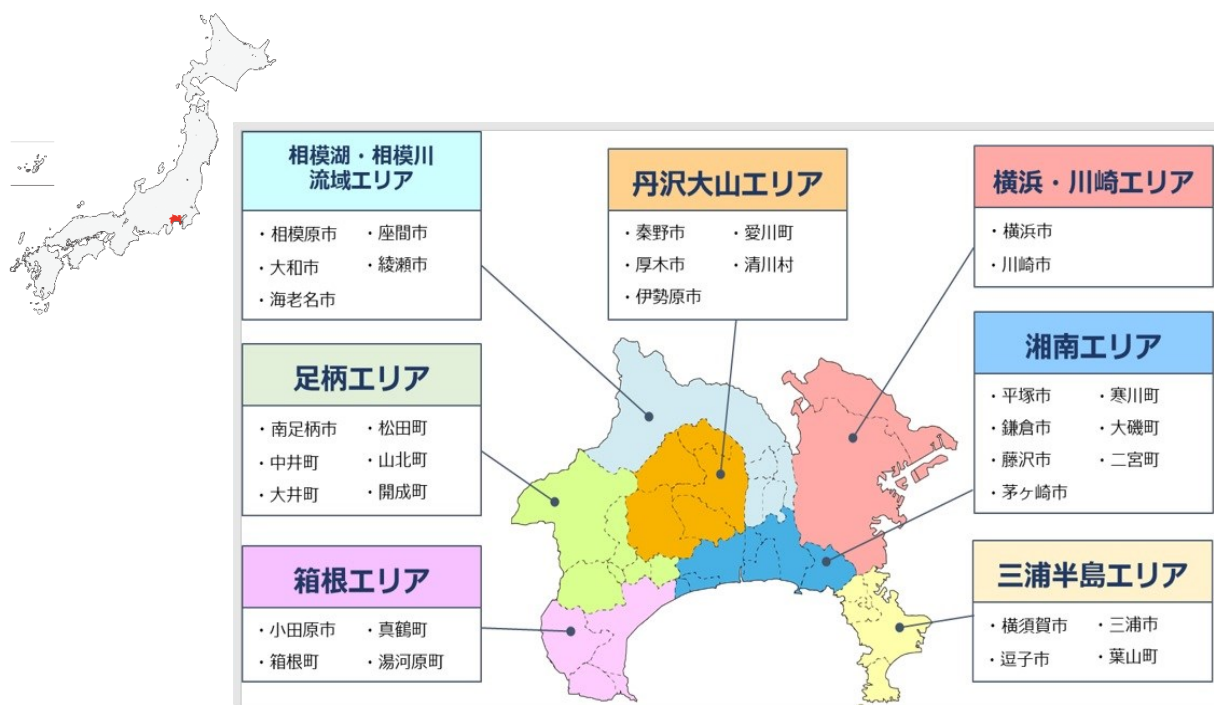 相模湖・相模川
流域エリア
・相模原市 ・座間市
・大和市 ・綾瀬市
・海老名市
丹沢大山エリア
・秦野市 ・愛川町
・厚木市 ・清川村
・伊勢原市
横浜・川崎エリア
・横浜市
・川崎市
足柄エリア
・南足柄市 ・松田町
・中井町 ・山北町
・大井町 ・開成町
湘南エリア
・平塚市 ・寒川町
・鎌倉市 ・大磯町
・藤沢市 ・二宮町
・茅ヶ崎市
箱根エリア
・小田原市 ・真鶴町
・箱根町 ・湯河原町
三浦半島エリア
・横須賀市 ・三浦市
・逗子市 ・葉山町